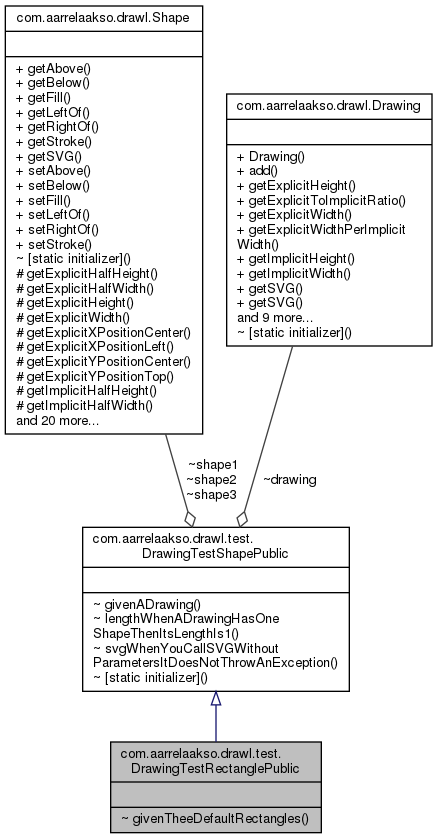 com.aarrelaakso.drawl.Shape
+ getAbove()
+ getBelow()
+ getFill()
+ getLeftOf()
+ getRightOf()
+ getStroke()
+ getSVG()
+ setAbove()
+ setBelow()
+ setFill()
+ setLeftOf()
+ setRightOf()
+ setStroke()
~ [static initializer]()
# getExplicitHalfHeight()
# getExplicitHalfWidth()
# getExplicitHeight()
# getExplicitWidth()
# getExplicitXPositionCenter()
# getExplicitXPositionLeft()
# getExplicitYPositionCenter()
# getExplicitYPositionTop()
# getImplicitHalfHeight()
# getImplicitHalfWidth()
and 20 more...
com.aarrelaakso.drawl.Drawing
+ Drawing()
+ add()
+ getExplicitHeight()
+ getExplicitToImplicitRatio()
+ getExplicitWidth()
+ getExplicitWidthPerImplicit
Width()
+ getImplicitHeight()
+ getImplicitWidth()
+ getSVG()
+ getSVG()
and 9 more...
~ [static initializer]()
~shape1
~shape2
~shape3
~drawing
com.aarrelaakso.drawl.test.
DrawingTestShapePublic
~ givenADrawing()
~ lengthWhenADrawingHasOne
ShapeThenItsLengthIs1()
~ svgWhenYouCallSVGWithout
ParametersItDoesNotThrowAnException()
~ [static initializer]()
com.aarrelaakso.drawl.test.
DrawingTestRectanglePublic
~ givenTheeDefaultRectangles()